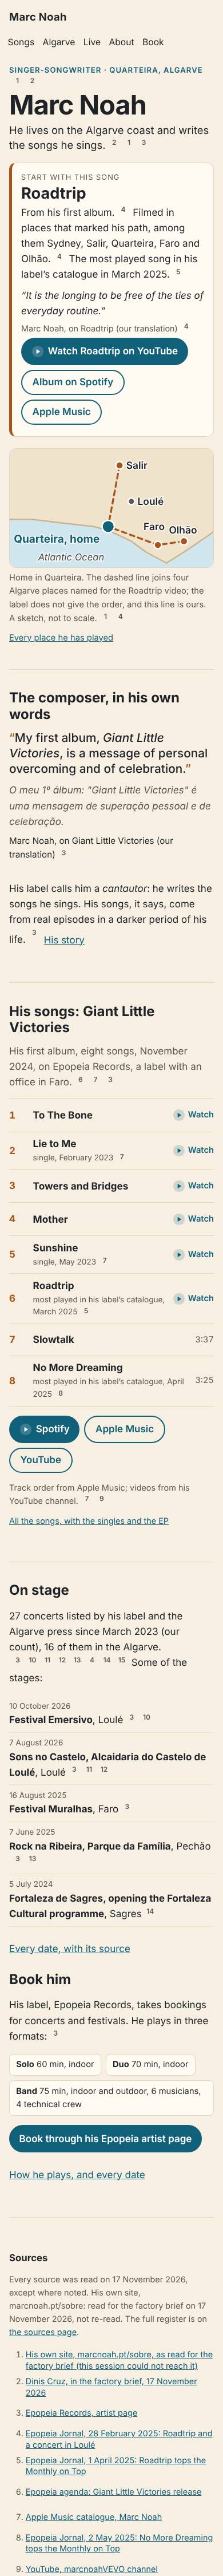 Marc Noah
Songs Algarve Live About Book
SINGER-SONGWRITER · QUARTEIRA, ALGARVE
1 2
Marc Noah
He lives on the Algarve coast and writes
the songs he sings. 2 1 3
START WITH THIS SONG
Roadtrip
From his first album. 4 Filmed in
places that marked his path, among
them Sydney, Salir, Quarteira, Faro and
Olhão. 4 The most played song in his
label’s catalogue in March 2025. 5
“It is the longing to be free of the ties of
everyday routine.”
Marc Noah, on Roadtrip (our translation) 4
Watch Roadtrip on YouTube
Album on Spotify
Apple Music
Salir
Loulé
Faro Olhão
Quarteira, home
Atlantic Ocean
Home in Quarteira. The dashed line joins four
Algarve places named for the Roadtrip video; the
label does not give the order, and this line is ours.
A sketch, not to scale. 1 4
Every place he has played
The composer, in his own
words
“My first album, Giant Little
Victories, is a message of personal
overcoming and of celebration.”
O meu 1º álbum: "Giant Little Victories" é
uma mensagem de superação pessoal e de
celebração.
Marc Noah, on Giant Little Victories (our
translation) 3
His label calls him a cantautor: he writes the
songs he sings. His songs, it says, come
from real episodes in a darker period of his
life. 3 His story
His songs: Giant Little
Victories
His first album, eight songs, November
2024, on Epopeia Records, a label with an
office in Faro. 6 7 3
1 To The Bone Watch
2 Lie to Me
single, February 2023 7 Watch
3 Towers and Bridges Watch
4 Mother Watch
5 Sunshine
single, May 2023 7 Watch
6 Roadtrip
most played in his label’s catalogue,
March 2025 5 Watch
7 Slowtalk 3:37
8 No More Dreaming
most played in his label’s catalogue, April
2025 8 3:25
Spotify Apple Music
YouTube
Track order from Apple Music; videos from his
YouTube channel. 7 9
All the songs, with the singles and the EP
On stage
27 concerts listed by his label and the
Algarve press since March 2023 (our
count), 16 of them in the Algarve.
3 10 11 12 13 4 14 15 Some of the
stages:
10 October 2026
Festival Emersivo, Loulé 3 10
7 August 2026
Sons no Castelo, Alcaidaria do Castelo de
Loulé, Loulé 3 11 12
16 August 2025
Festival Muralhas, Faro 3
7 June 2025
Rock na Ribeira, Parque da Família, Pechão
3 13
5 July 2024
Fortaleza de Sagres, opening the Fortaleza
Cultural programme, Sagres 14
Every date, with its source
Book him
His label, Epopeia Records, takes bookings
for concerts and festivals. He plays in three
formats: 3
Solo 60 min, indoor Duo 70 min, indoor
Band 75 min, indoor and outdoor, 6 musicians,
4 technical crew
Book through his Epopeia artist page
How he plays, and every date
Sources
Every source was read on 17 November 2026,
except where noted. His own site,
marcnoah.pt/sobre: read for the factory brief on 17
November 2026, not re-read. The full register is on
the sources page.
1. His own site, marcnoah.pt/sobre, as read for the
factory brief (this session could not reach it)
2. Dinis Cruz, in the factory brief, 17 November
2026
3. Epopeia Records, artist page
4. Epopeia Jornal, 28 February 2025: Roadtrip and
a concert in Loulé
5. Epopeia Jornal, 1 April 2025: Roadtrip tops the
Monthly on Top
6. Epopeia agenda: Giant Little Victories release
7. Apple Music catalogue, Marc Noah
8. Epopeia Jornal, 2 May 2025: No More Dreaming
tops the Monthly on Top
9. YouTube, marcnoahVEVO channel